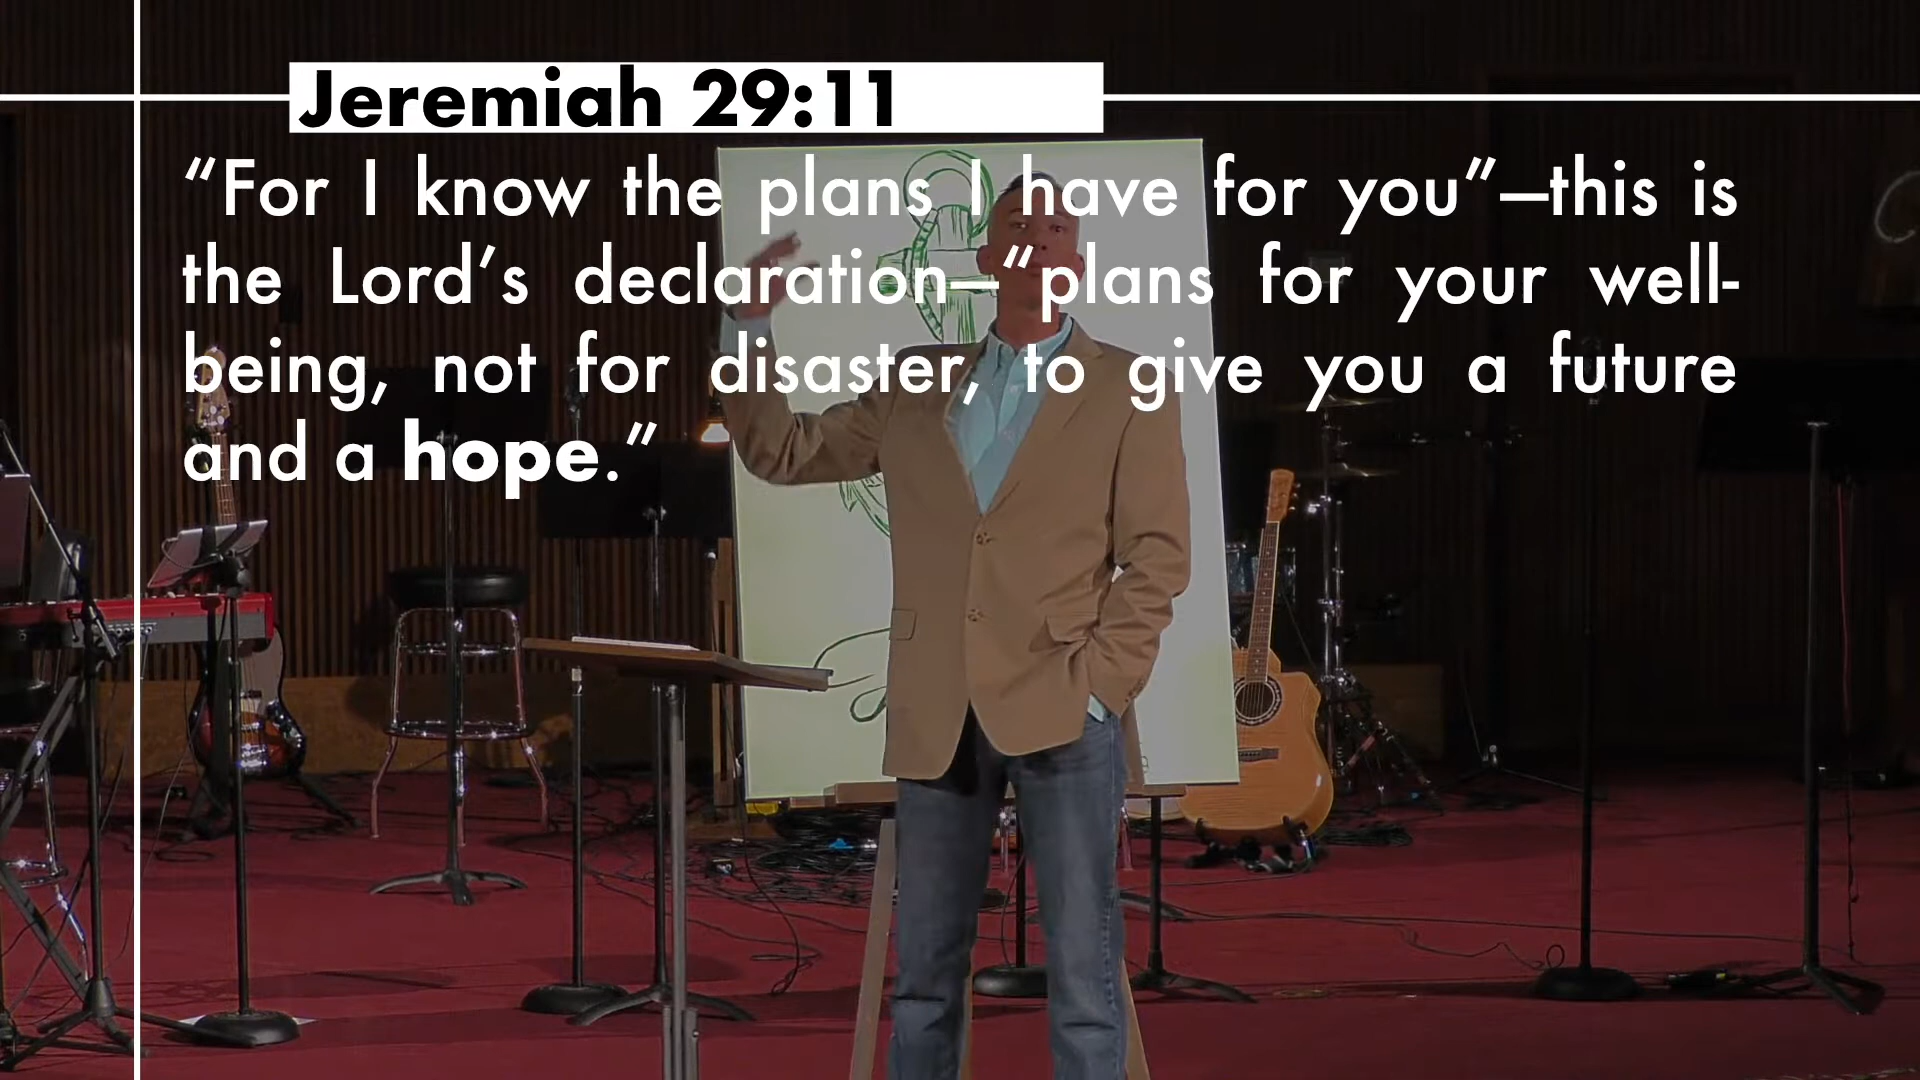 Jeremiah 29:11
“For I know the plans I have for you”—this is
the Lord’s declaration—“plans for your well-
being, not for disaster, to give you a future
and a hope.”